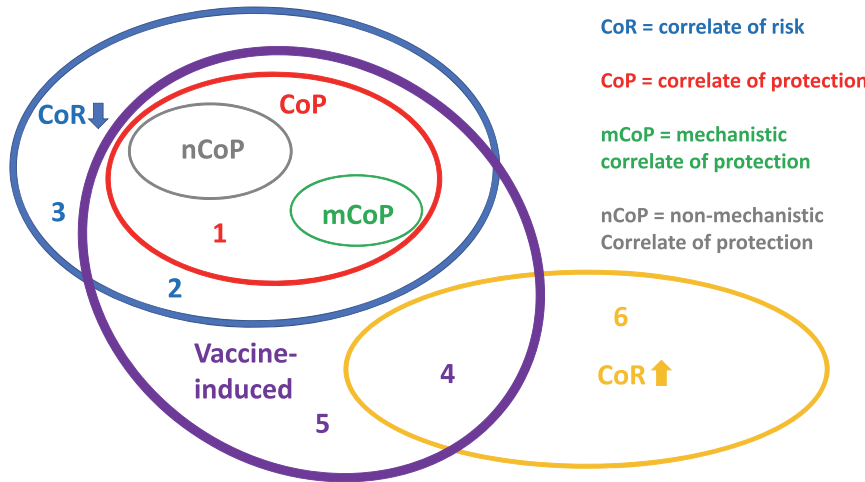 CoR
CoP
nCoP
mCoP
3
1
2
Vaccine-
induced
4
5
6
CoR
CoR = correlate of risk
CoP = correlate of protection
mCoP = mechanistic
correlate of protection
nCoP = non-mechanistic
Correlate of protection